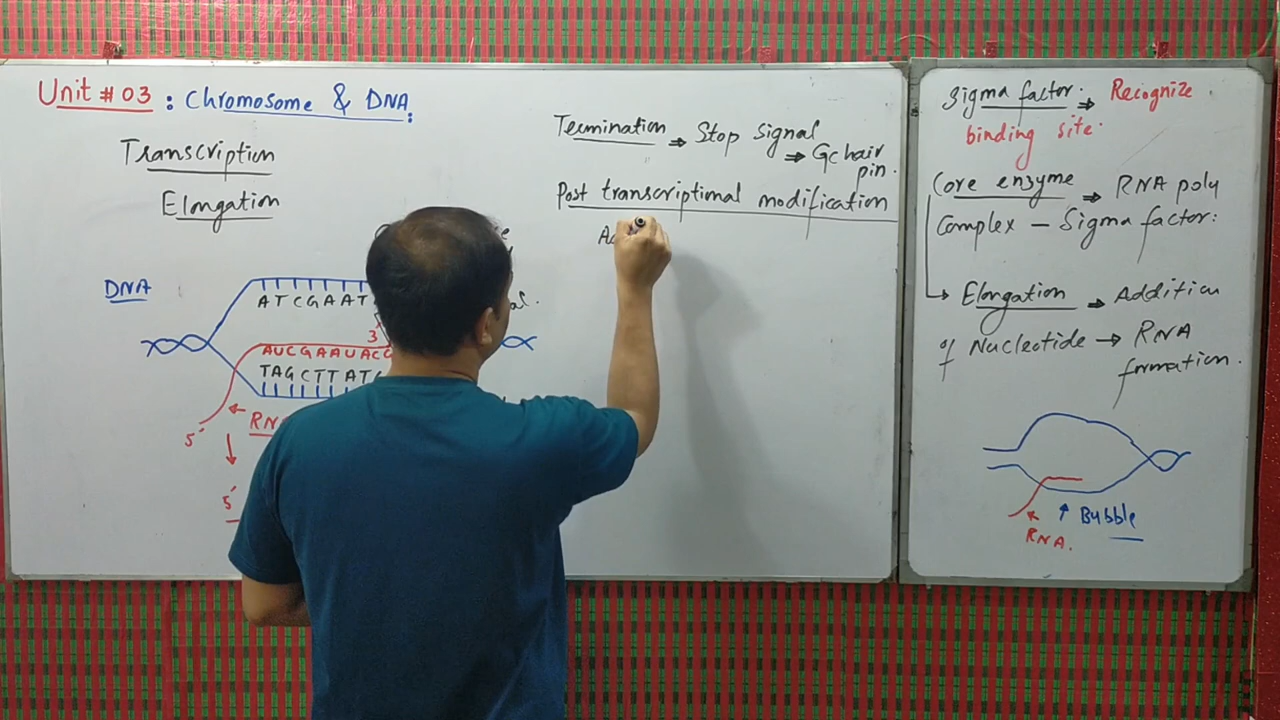 Unit # 03 : Chromosome & DNA.
Transcription
Elongation
DNA
ATCGAAT
3'
AUCGAAUACC
TAGCTTATG
5'
5'
Termination ⇒ Stop signal
⇒ GC hair
pin.
Post transcriptional modification
Sigma factor. ⇒ Recognize
binding site.
Core enzyme ⇒ RNA poly
Complex - Sigma factor:
Elongation ⇒ Addition
of Nucleotide → RNA
formation.
↑ Bubble
RNA.